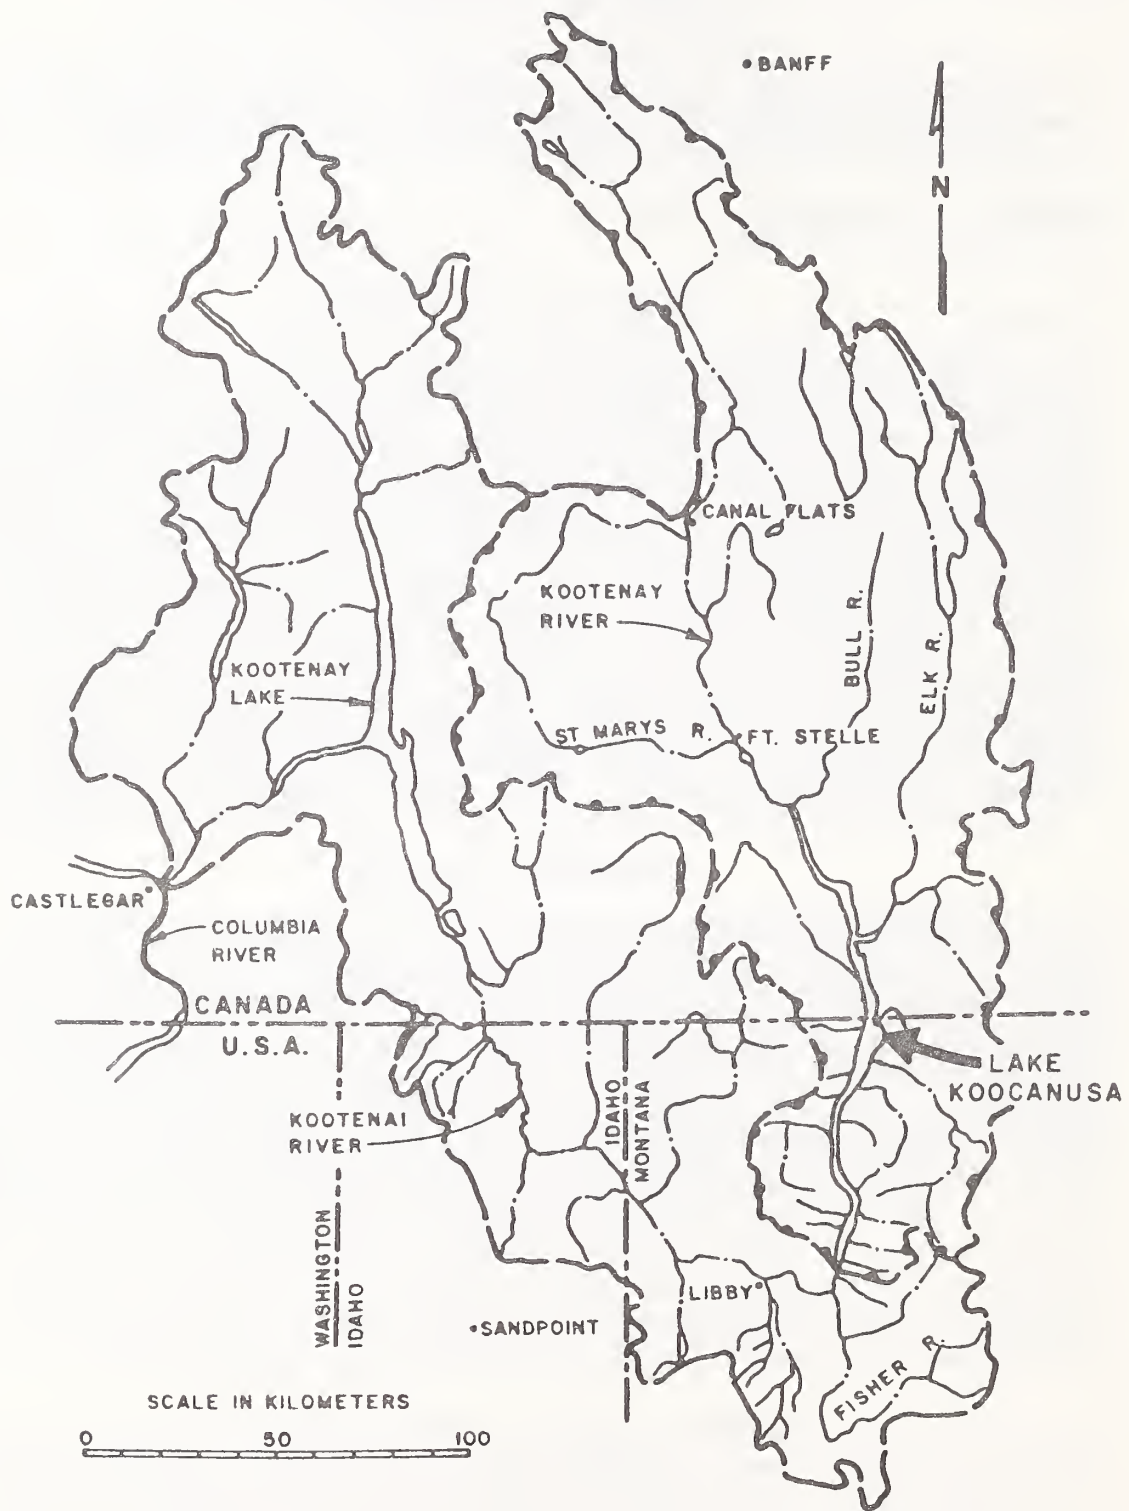 BANFF
N
CANAL FLATS
KOOTENAY
RIVER
BULL R.
ELK R.
KOOTENAY
LAKE
ST MARYS R.
FT. STELLE
CASTLEGAR
COLUMBIA
RIVER
CANADA
U.S.A.
LAKE
KOOCANUSA
KOOTENAI
RIVER
IDAHO
MONTANA
WASHINGTON
IDAHO
LIBBY
SANDPOINT
FISHER R.
SCALE IN KILOMETERS
0 50 100